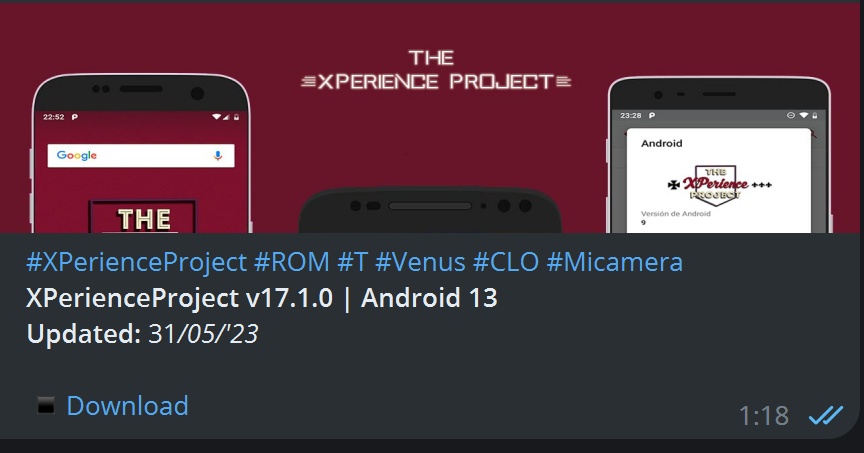 THE
XPERIENCE PROJECT
22:52 P
23:28 P
Google
Android
THE
XPerience +++
PROJECT
Versión de Android
9
THE
#XPerienceProject #ROM #T #Venus #CLO #Micamera
XPerienceProject v17.1.0 | Android 13
Updated: 31/05/'23
Download
1:18